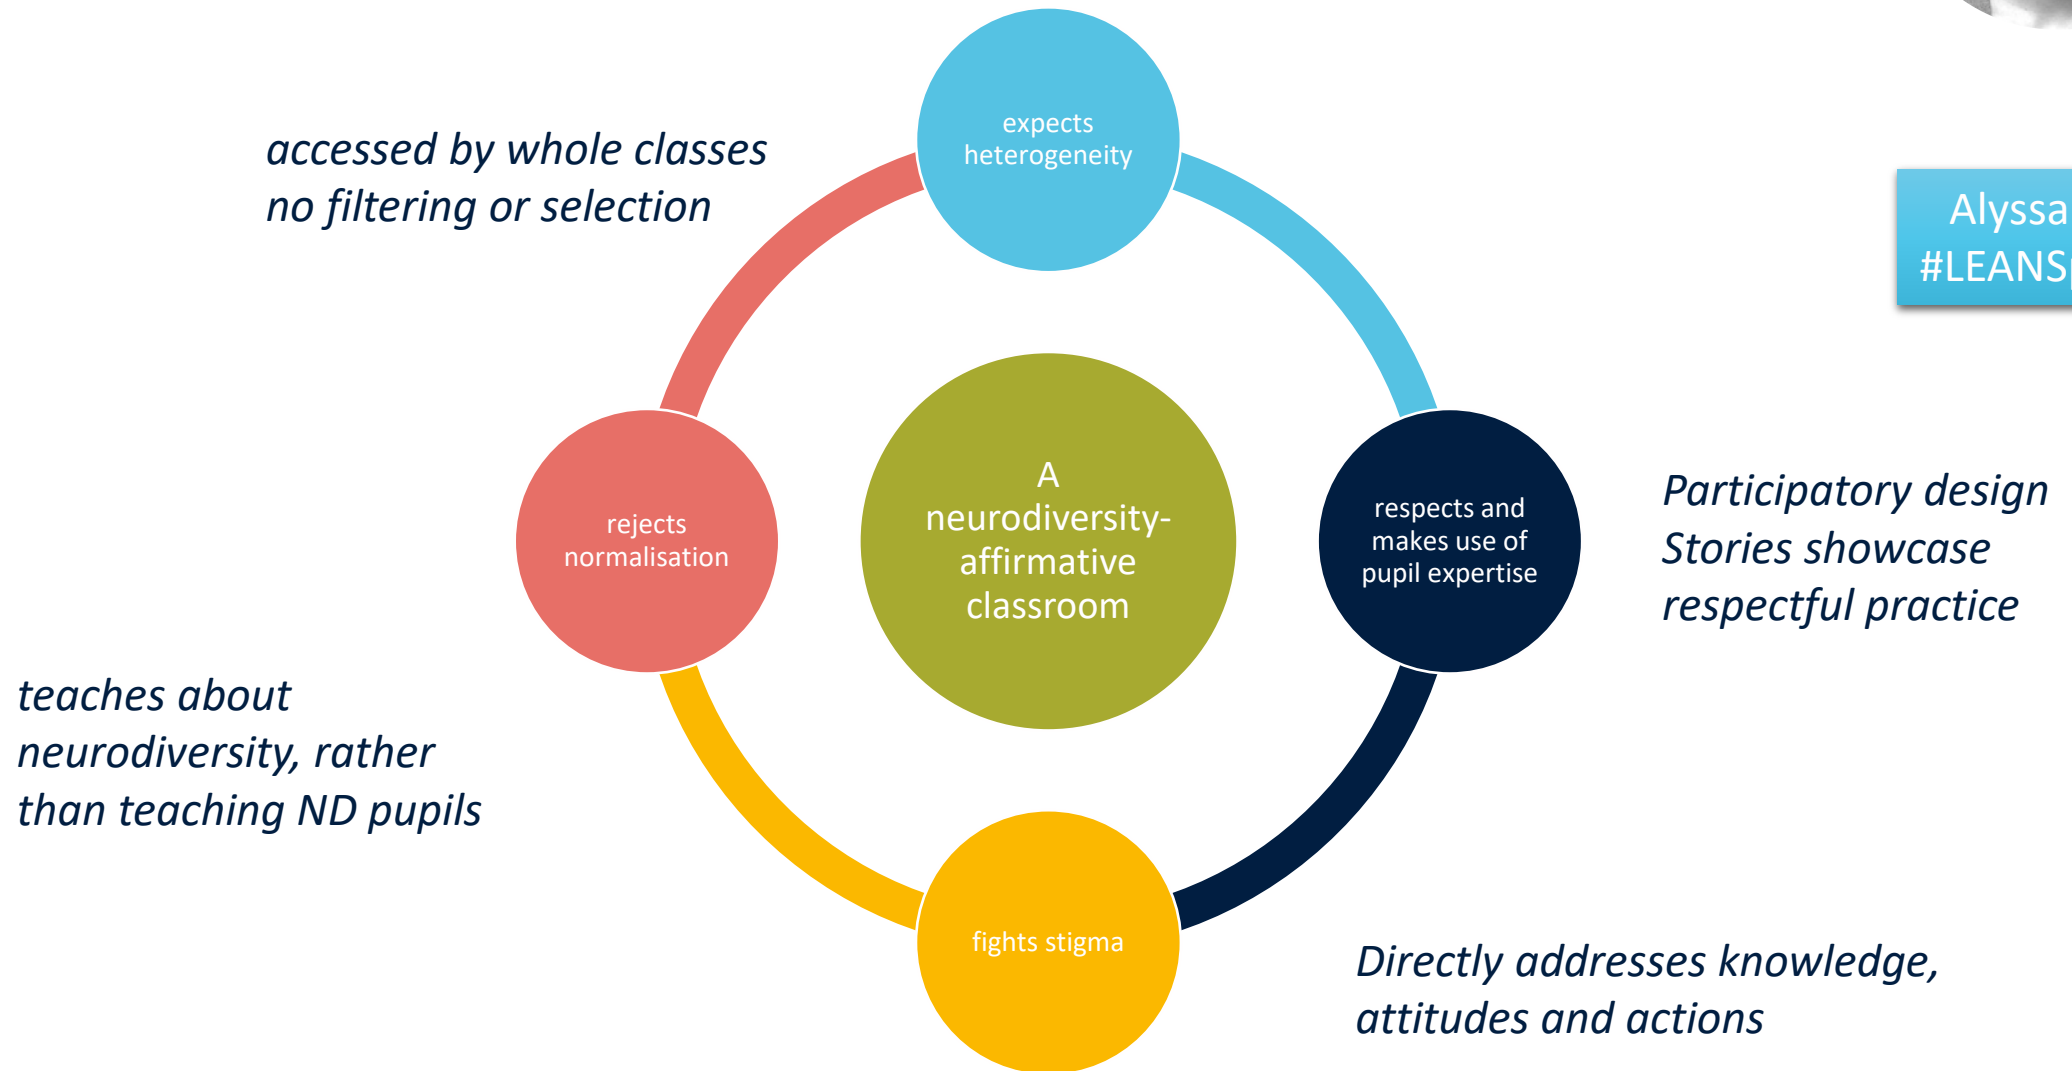 expects
heterogeneity
accessed by whole classes
no filtering or selection
Alyssa
#LEANS
A
neurodiversity-
affirmative
classroom
rejects
normalisation
respects and
makes use of
pupil expertise
Participatory design
Stories showcase
respectful practice
teaches about
neurodiversity, rather
than teaching ND pupils
fights stigma
Directly addresses knowledge,
attitudes and actions